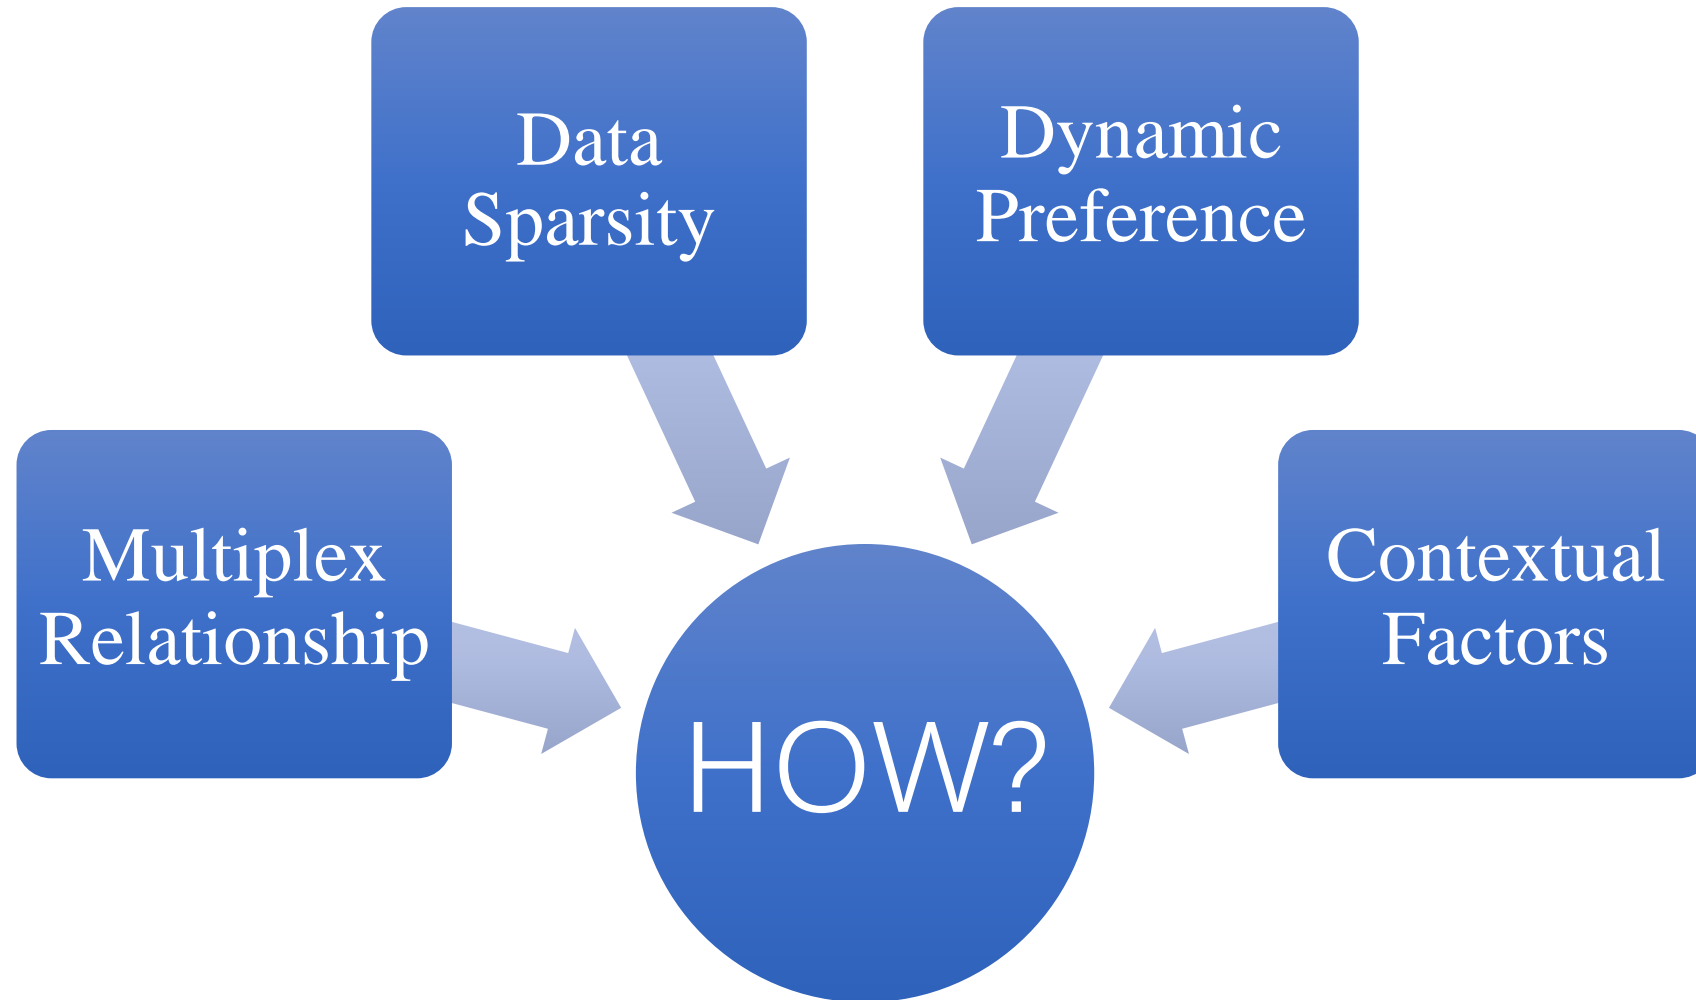 Data
Sparsity
Dynamic
Preference
Multiplex
Relationship
Contextual
Factors
HOW?